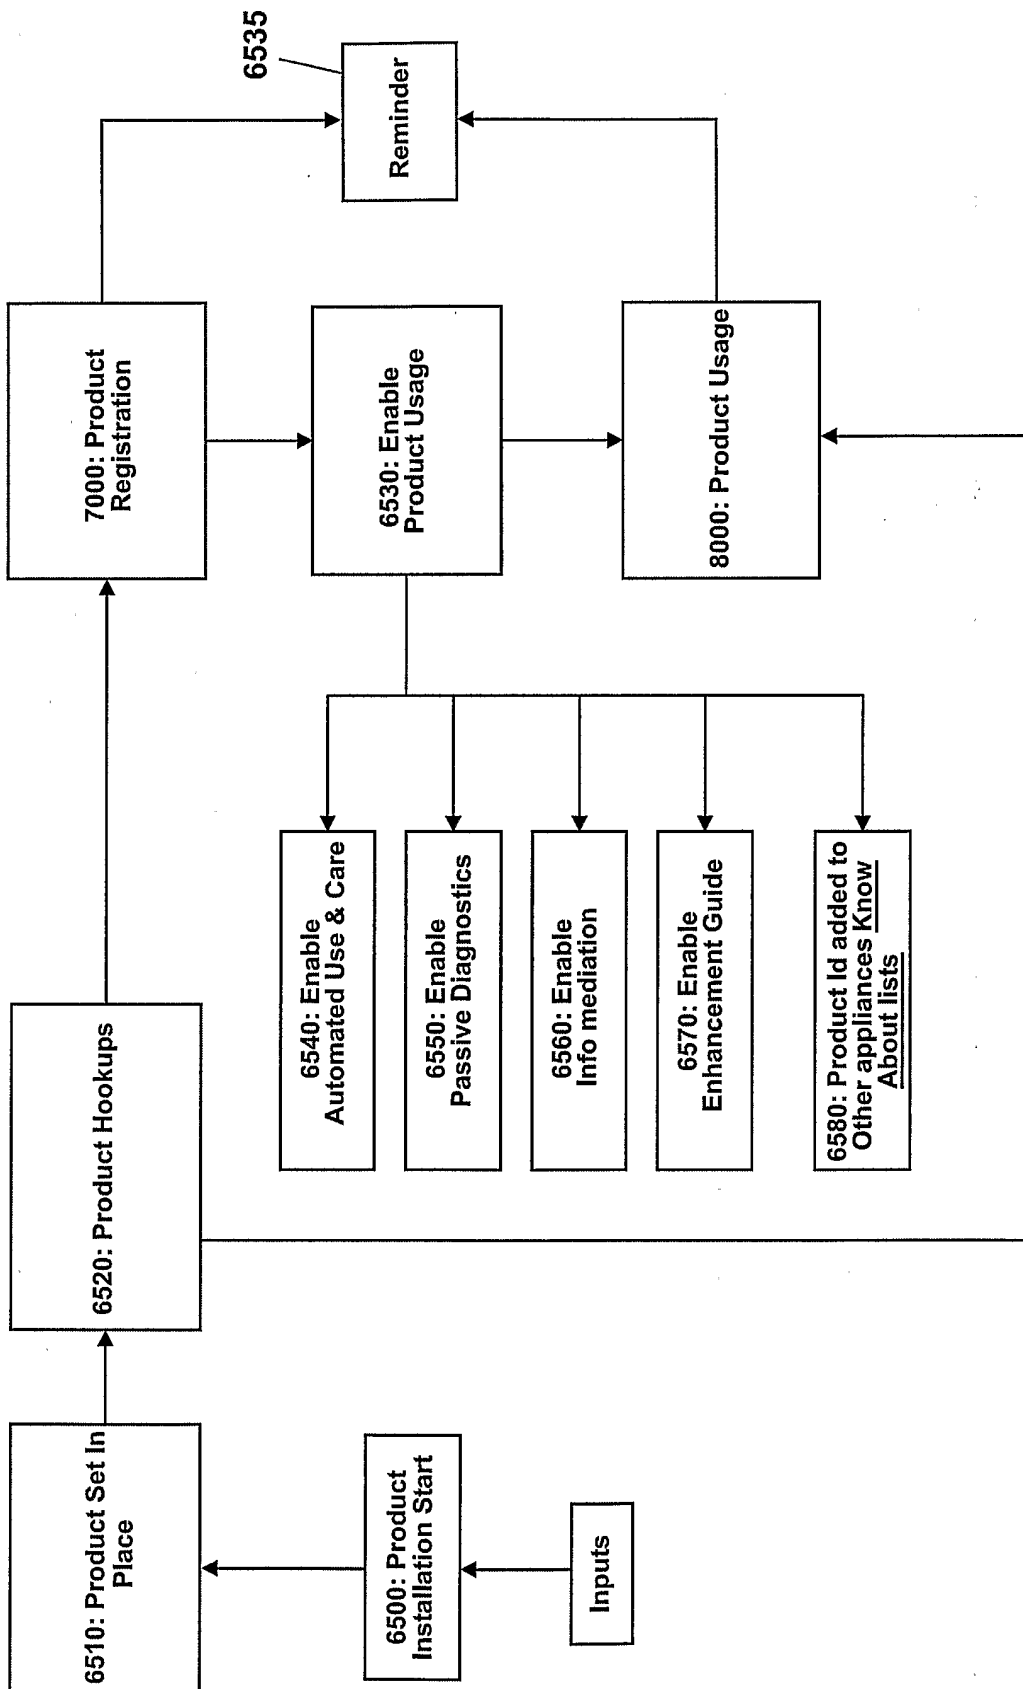 6510: Product Set In
Place
6520: Product Hookups
7000: Product
Registration
6535
Reminder
6500: Product
Installation Start
Inputs
6540: Enable
Automated Use & Care
6550: Enable
Passive Diagnostics
6560: Enable
Info mediation
6570: Enable
Enhancement Guide
6580: Product Id added to
Other appliances Know
About lists
6530: Enable
Product Usage
8000: Product Usage